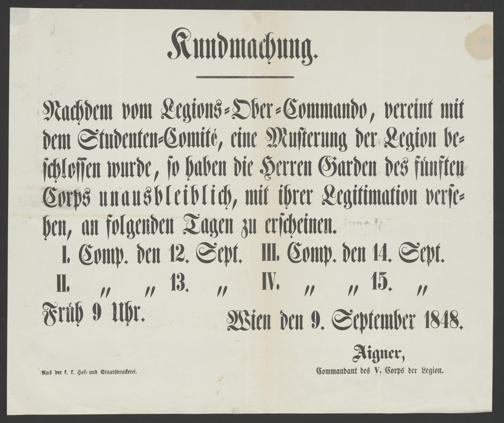 Kundmachung.
Nachdem vom Legions-Ober-Commando, vereint mit
dem Studenten-Comité, eine Musterung der Legion be-
schlossen wurde, so haben die Herren Garden des fünften
Corps unausbleiblich, mit ihrer Legitimation verse-
hen, an folgenden Tagen zu erscheinen.
I. Comp. den 12. Sept. III. Comp. den 14. Sept.
II. „ „ 13. „ IV. „ „ 15. „
Früh 9 Uhr.
Wien den 9. September 1848.
Aigner,
Commandant des V. Corps der Legion.
Aus der k. k. Hof- und Staatsdruckerei.